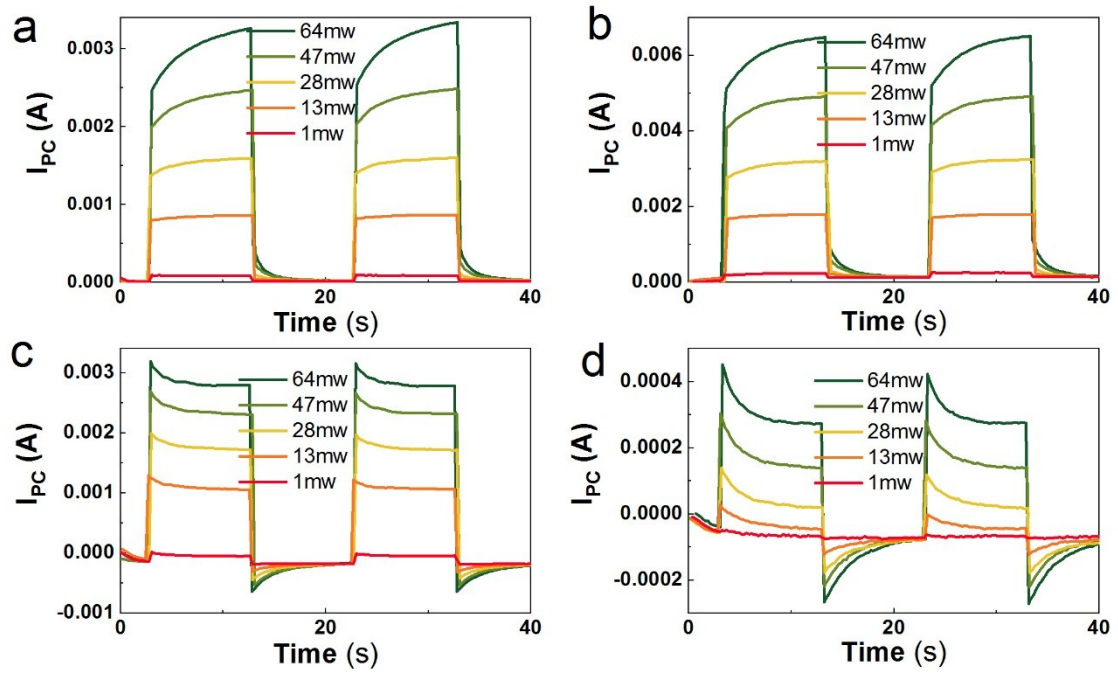 a
64mw
47mw
28mw
13mw
1mw
0.003
0.002
0.001
0.000
I_PC (A)
0 20 40
Time (s)
b
64mw
47mw
28mw
13mw
1mw
0.006
0.004
0.002
0.000
I_PC (A)
0 20 40
Time (s)
c
64mw
47mw
28mw
13mw
1mw
0.003
0.002
0.001
0.000
-0.001
I_PC (A)
0 20 40
Time (s)
d
64mw
47mw
28mw
13mw
1mw
0.0004
0.0002
0.0000
-0.0002
I_PC (A)
0 20 40
Time (s)